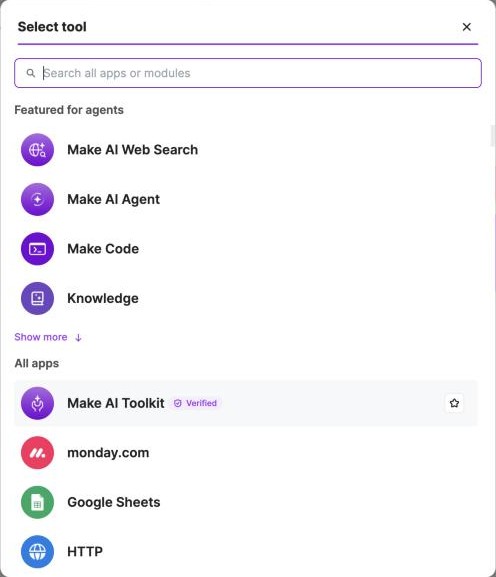 Select tool
Search all apps or modules
Featured for agents
Make AI Web Search
Make AI Agent
Make Code
Knowledge
Show more
All apps
Make AI Toolkit Verified
monday.com
Google Sheets
HTTP